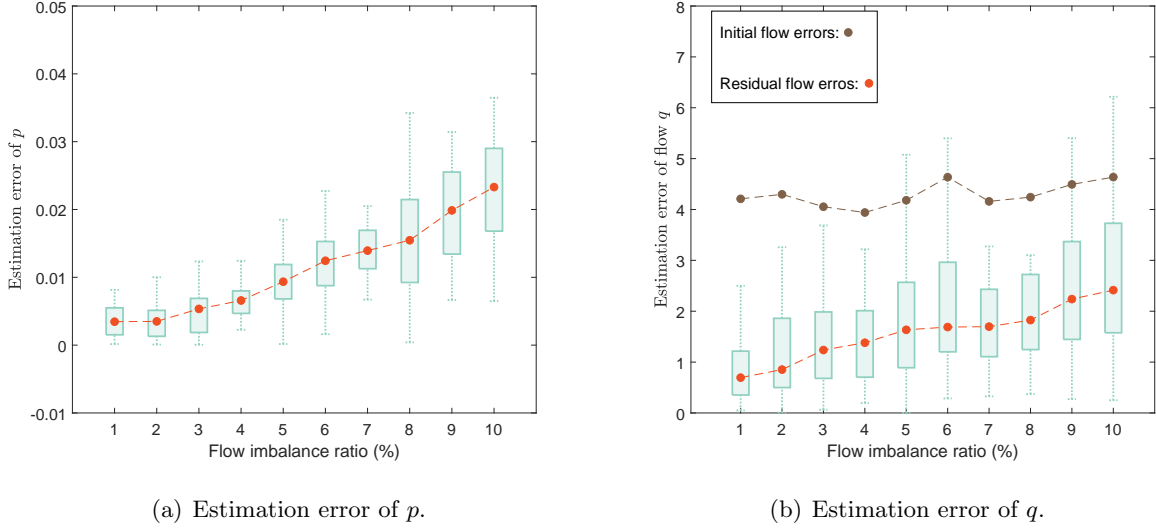 0.05
0.04
0.03
0.02
0.01
0
-0.01
Estimation error of p
1 2 3 4 5 6 7 8 9 10
Flow imbalance ratio (%)
(a) Estimation error of p.
8
7
6
5
4
3
2
1
0
Estimation error of flow q
Initial flow errors:
Residual flow erros:
1 2 3 4 5 6 7 8 9 10
Flow imbalance ratio (%)
(b) Estimation error of q.